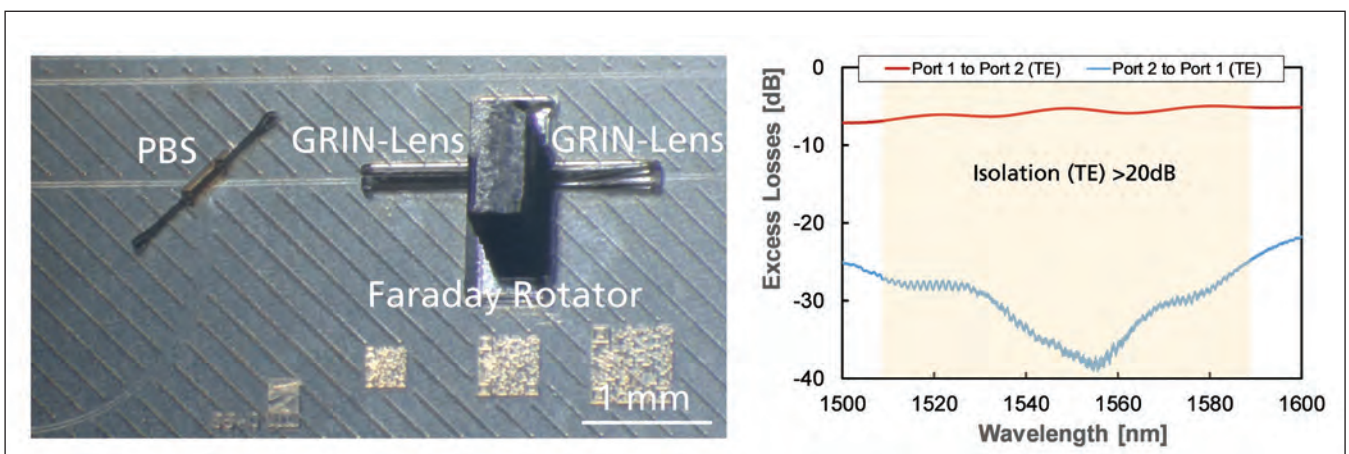 PBS
GRIN-Lens
GRIN-Lens
Faraday Rotator
1 mm
Port 1 to Port 2 (TE)
Port 2 to Port 1 (TE)
Isolation (TE) >20dB
Excess Losses [dB]
0
-10
-20
-30
-40
1500
1520
1540
1560
1580
1600
Wavelength [nm]